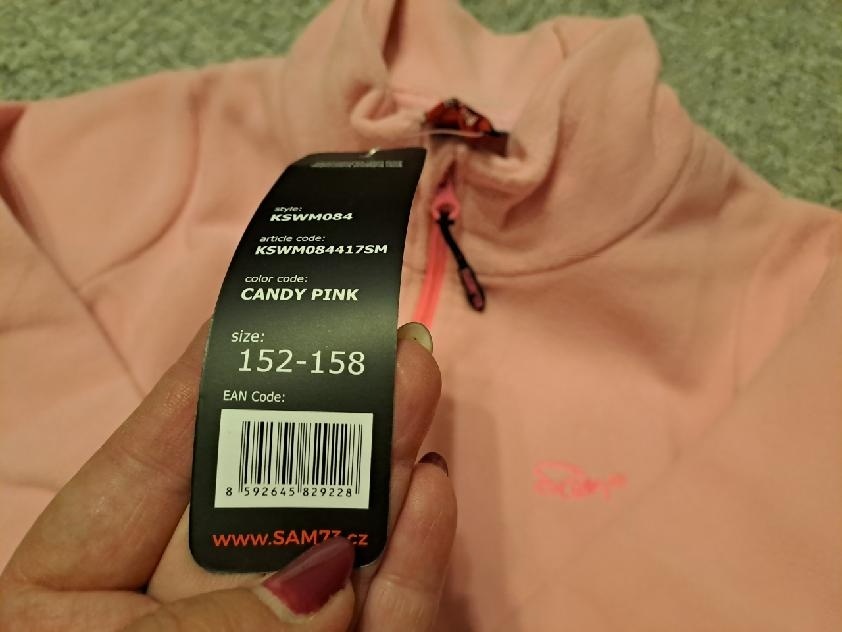 style:
KSWM084
article code:
KSWM084417SM
color code:
CANDY PINK
size:
152-158
EAN Code:
8 592645 829228
www.SAM73.cz